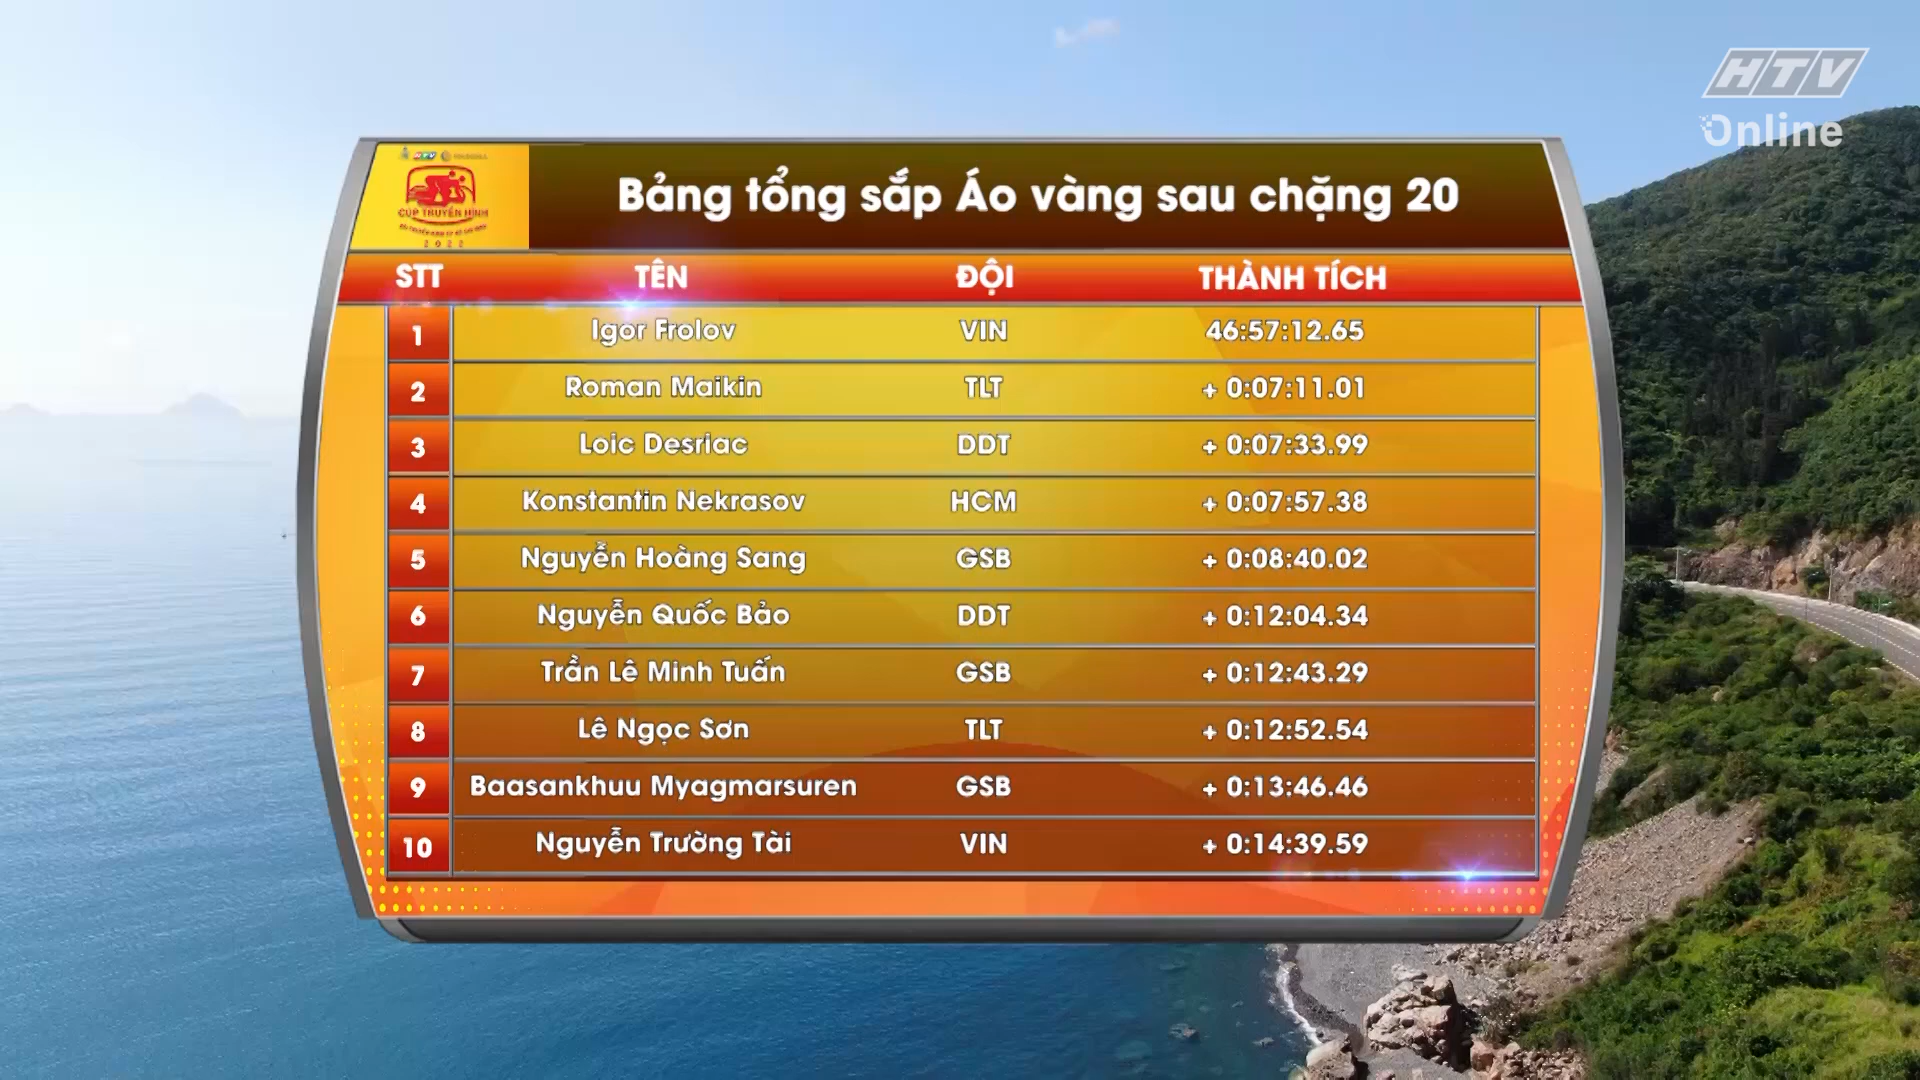 HTV
Online
HTV
CÚP TRUYỀN HÌNH
2022
Bảng tổng sắp Áo vàng sau chặng 20
STT TÊN ĐỘI THÀNH TÍCH
1 Igor Frolov VIN 46:57:12.65
2 Roman Maikin TLT + 0:07:11.01
3 Loic Desriac DDT + 0:07:33.99
4 Konstantin Nekrasov HCM + 0:07:57.38
5 Nguyễn Hoàng Sang GSB + 0:08:40.02
6 Nguyễn Quốc Bảo DDT + 0:12:04.34
7 Trần Lê Minh Tuấn GSB + 0:12:43.29
8 Lê Ngọc Sơn TLT + 0:12:52.54
9 Baasankhuu Myagmarsuren GSB + 0:13:46.46
10 Nguyễn Trường Tài VIN + 0:14:39.59